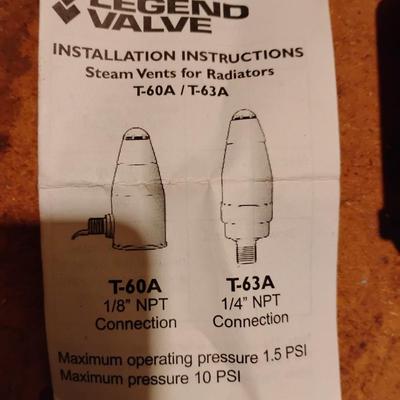 LEGEND
VALVE
INSTALLATION INSTRUCTIONS
Steam Vents for Radiators
T-60A / T-63A
T-60A
1/8" NPT
Connection
T-63A
1/4" NPT
Connection
Maximum operating pressure 1.5 PSI
Maximum pressure 10 PSI